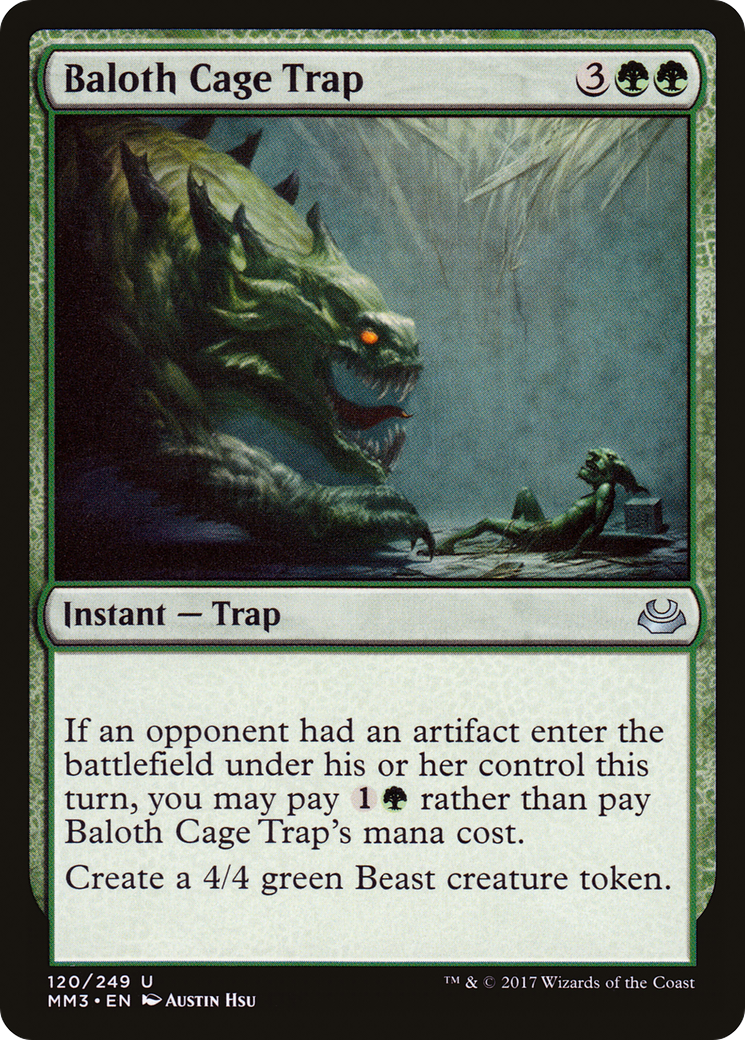 Baloth Cage Trap 3
Instant — Trap
If an opponent had an artifact enter the
battlefield under his or her control this
turn, you may pay 1 rather than pay
Baloth Cage Trap's mana cost.
Create a 4/4 green Beast creature token.
120/249 U
MM3 • EN Austin Hsu
™ & © 2017 Wizards of the Coast